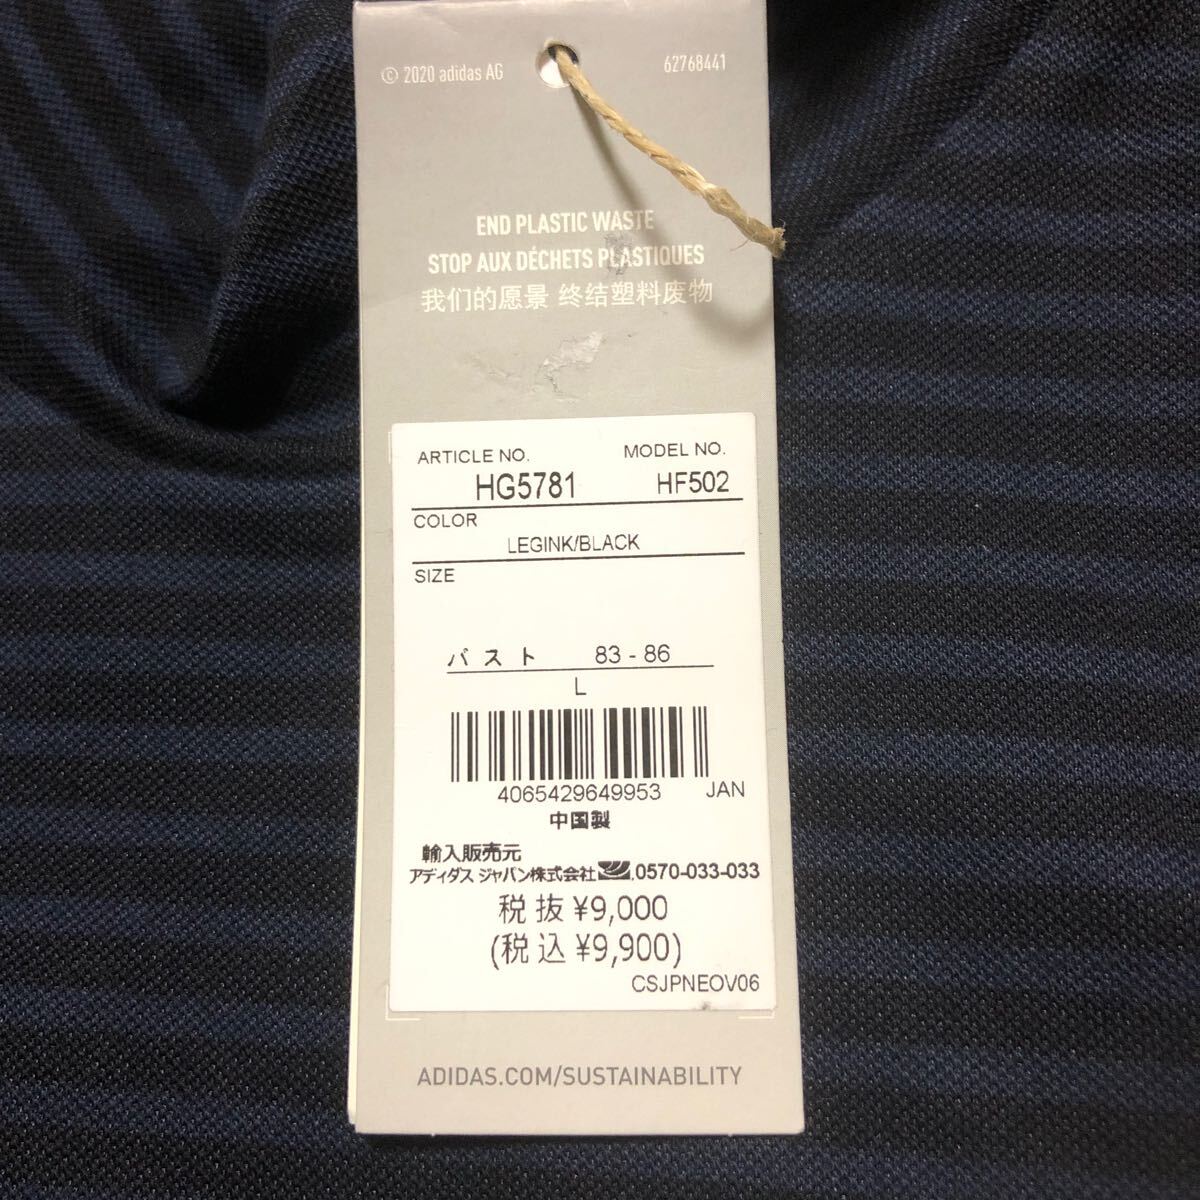 © 2020 adidas AG 62768441
END PLASTIC WASTE
STOP AUX DÉCHETS PLASTIQUES
我们的愿景 终结塑料废物
ARTICLE NO. MODEL NO.
HG5781 HF502
COLOR
LEGINK/BLACK
SIZE
バスト 83 - 86
L
4065429649953 JAN
中国製
輸入販売元
アディダス ジャパン株式会社 0570-033-033
税抜 ¥9,000
(税込 ¥9,900)
CSJPNEOV06
ADIDAS.COM/SUSTAINABILITY